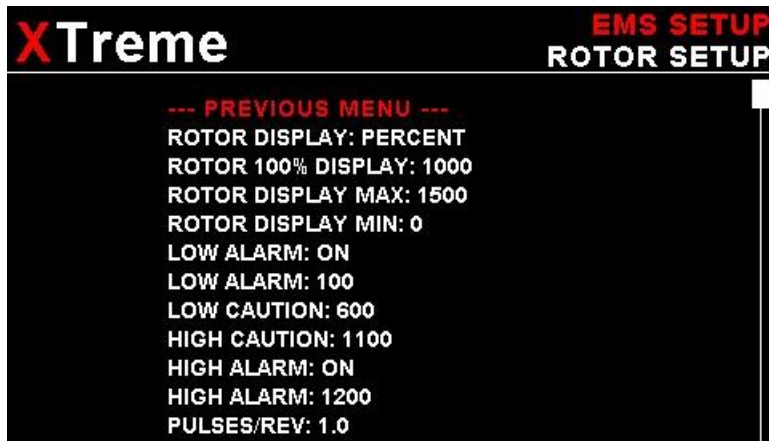 XTreme
EMS SETUP
ROTOR SETUP
--- PREVIOUS MENU ---
ROTOR DISPLAY: PERCENT
ROTOR 100% DISPLAY: 1000
ROTOR DISPLAY MAX: 1500
ROTOR DISPLAY MIN: 0
LOW ALARM: ON
LOW ALARM: 100
LOW CAUTION: 600
HIGH CAUTION: 1100
HIGH ALARM: ON
HIGH ALARM: 1200
PULSES/REV: 1.0